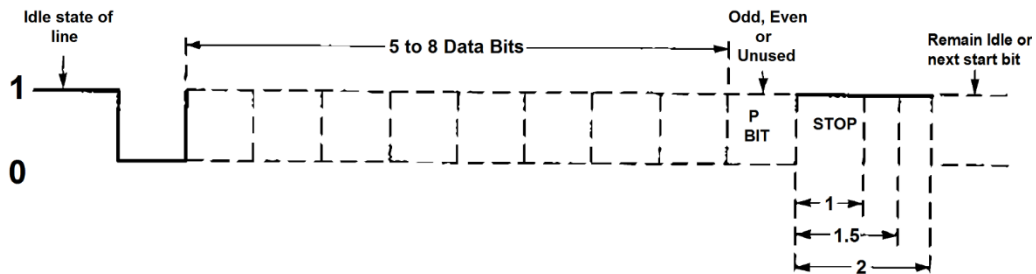 Idle state of
line
5 to 8 Data Bits
Odd, Even
or
Unused
Remain Idle or
next start bit
1
0
P
BIT
STOP
1
1.5
2